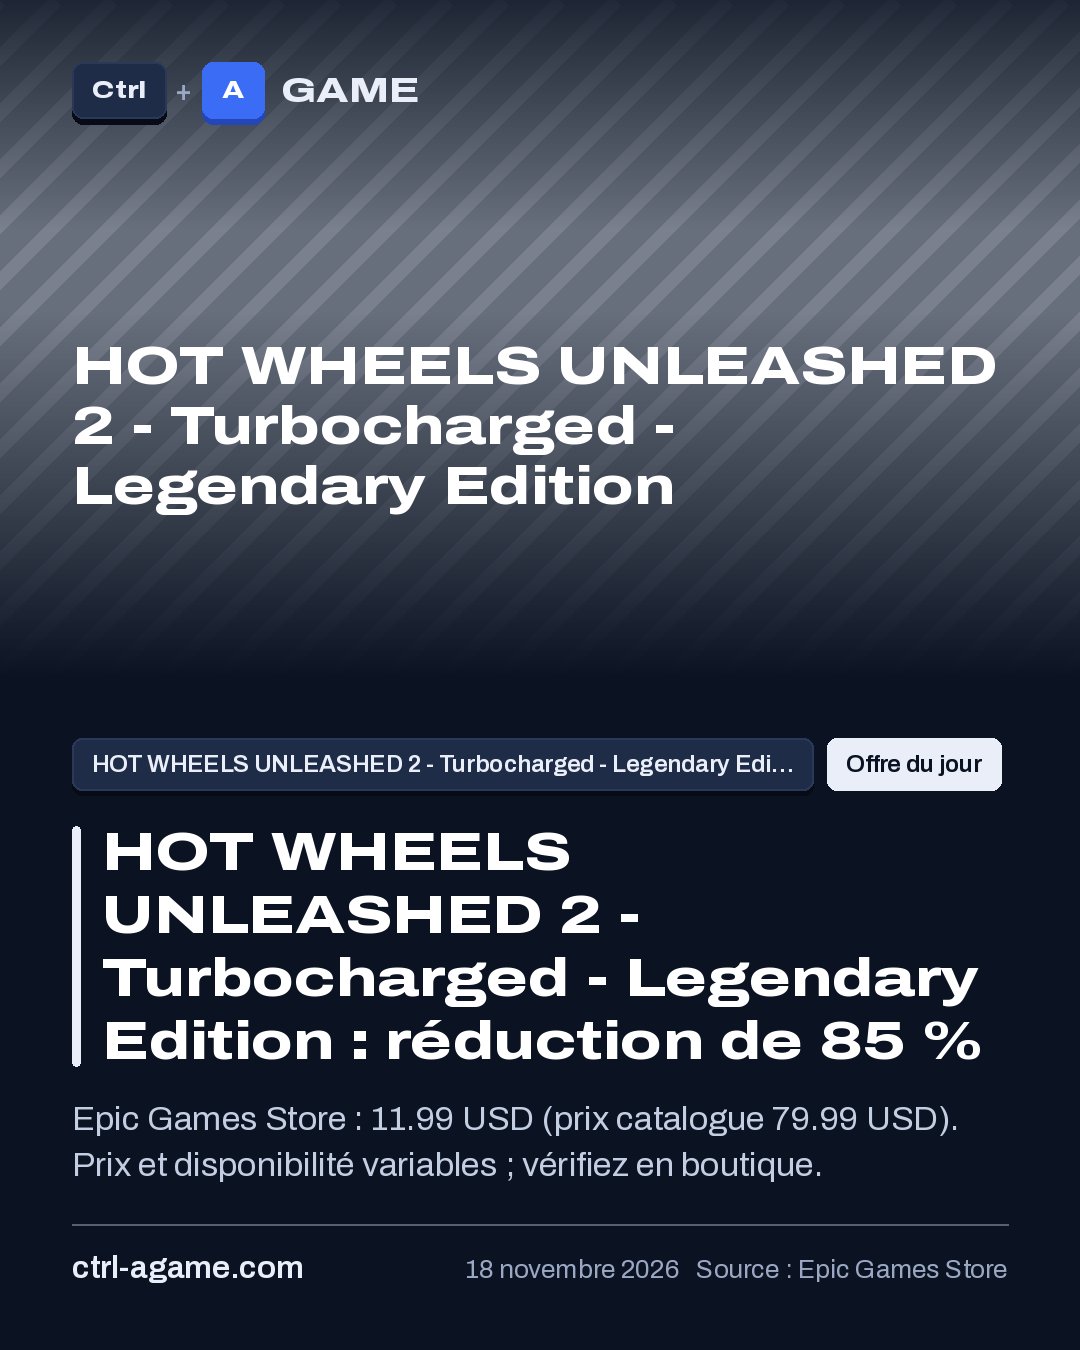 Ctrl + A GAME
HOT WHEELS UNLEASHED
2 - Turbocharged -
Legendary Edition
HOT WHEELS UNLEASHED 2 - Turbocharged - Legendary Edi...
Offre du jour
HOT WHEELS
UNLEASHED 2 -
Turbocharged - Legendary
Edition : réduction de 85 %
Epic Games Store : 11.99 USD (prix catalogue 79.99 USD).
Prix et disponibilité variables ; vérifiez en boutique.
ctrl-agame.com
18 novembre 2026 Source : Epic Games Store